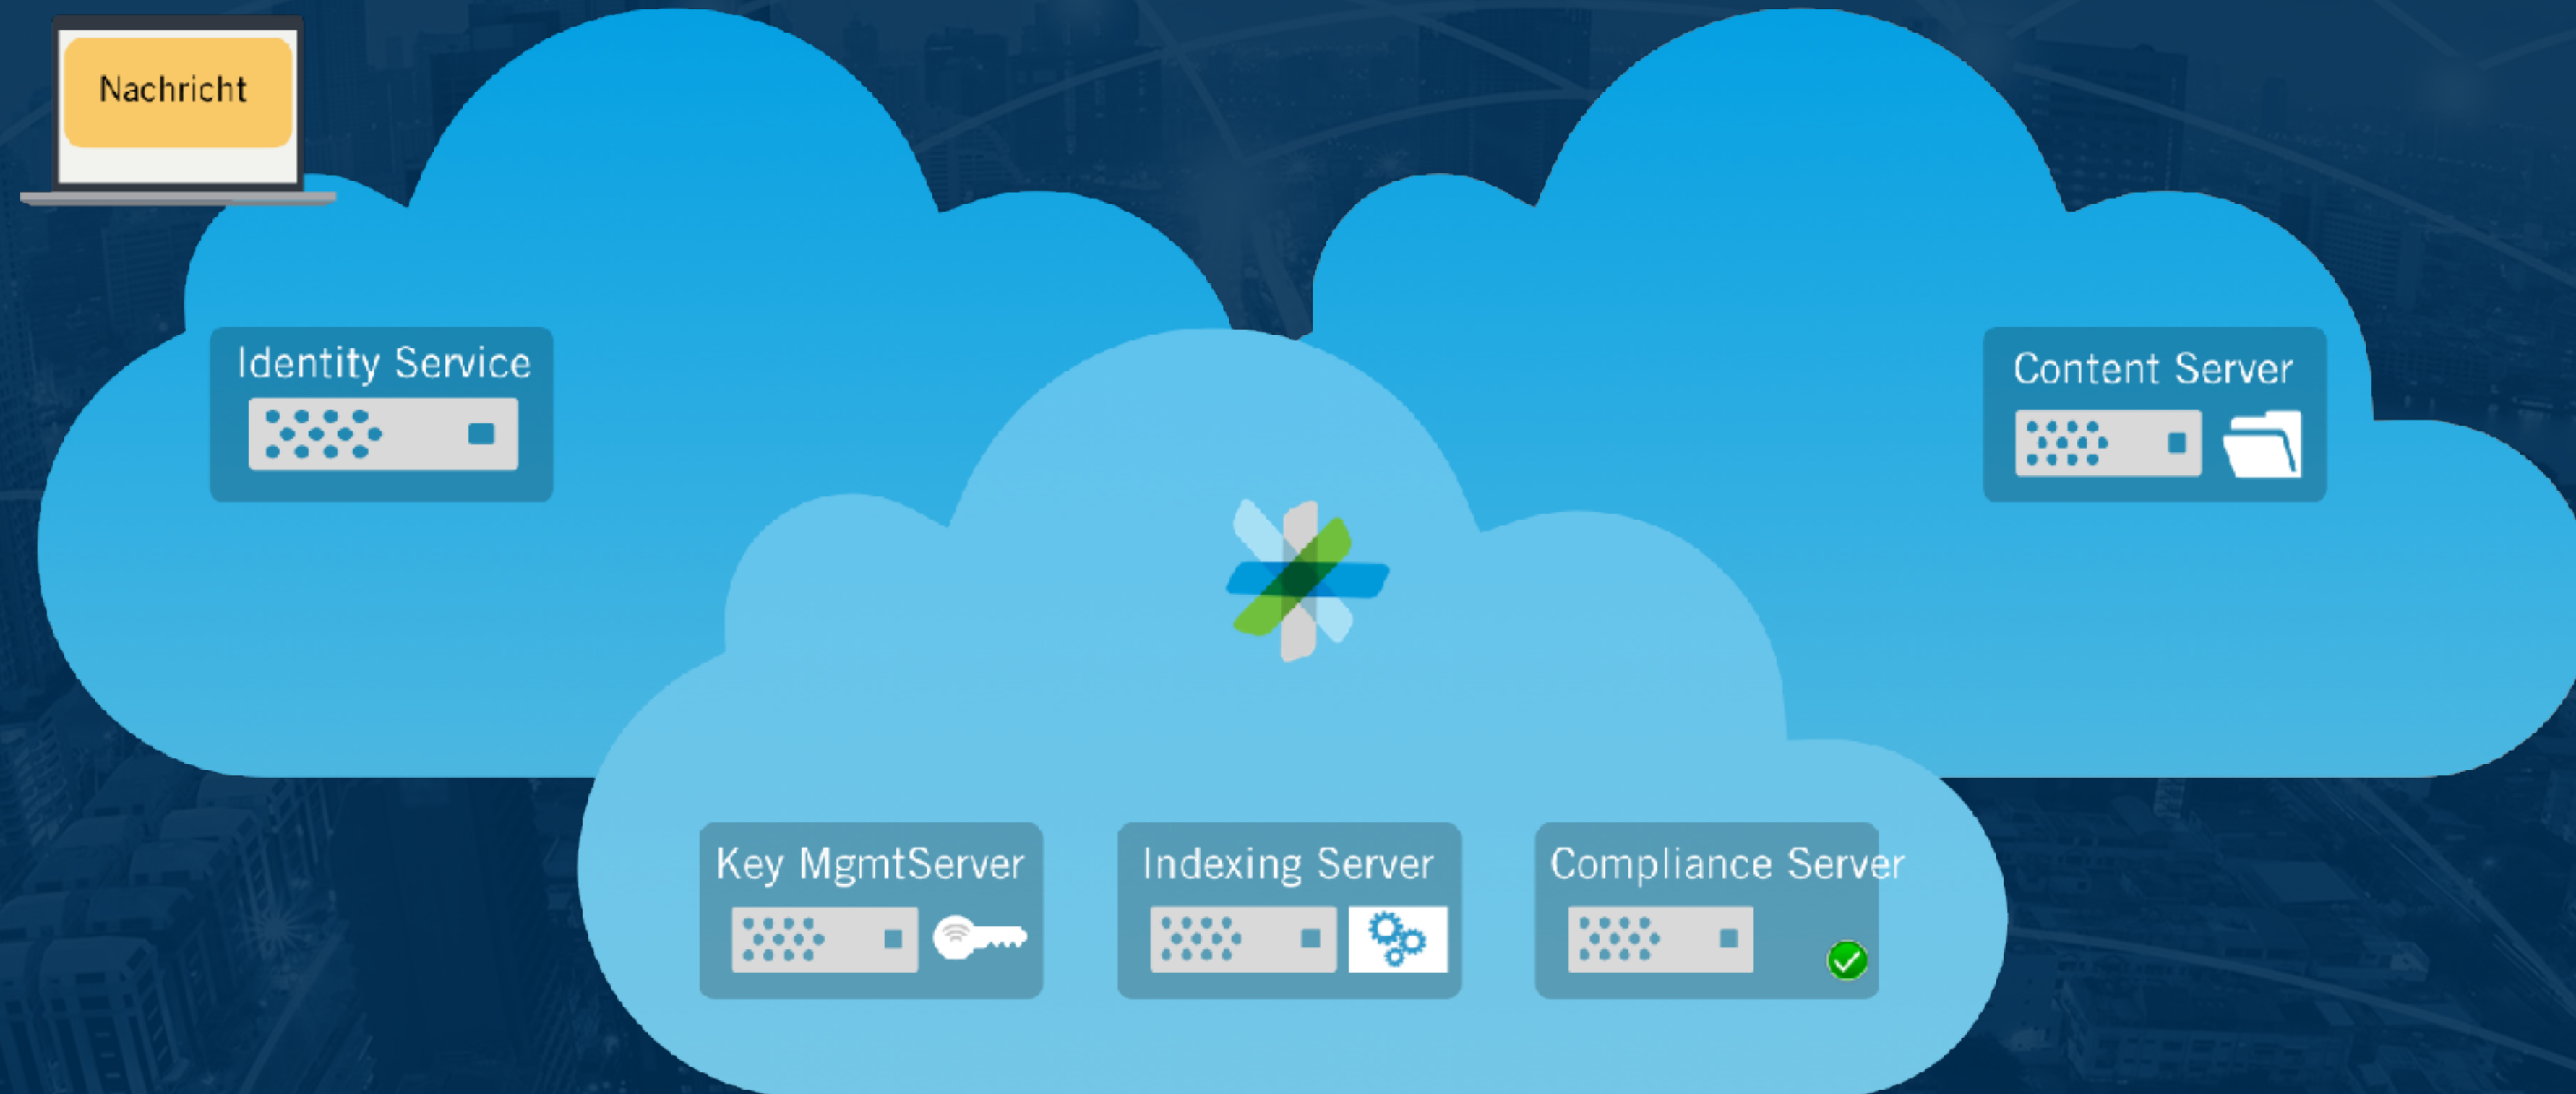 Nachricht
Identity Service
Content Server
Key MgmtServer
Indexing Server
Compliance Server